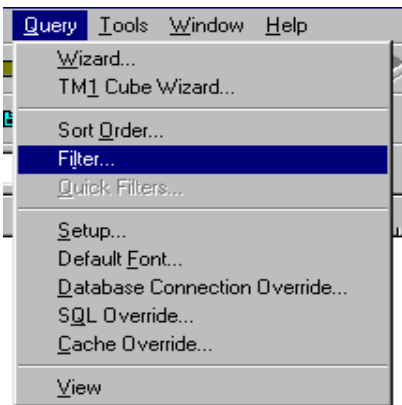 Query Tools Window Help
Wizard...
TM1 Cube Wizard...
Sort Order...
Filter...
Quick Filters...
Setup...
Default Font...
Database Connection Override...
SQL Override...
Cache Override...
View